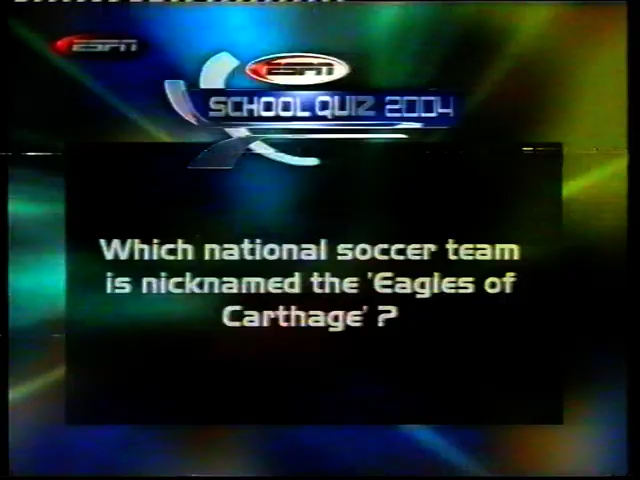 ESPN
ESPN
SCHOOL QUIZ 2004
Which national soccer team
is nicknamed the 'Eagles of
Carthage' ?